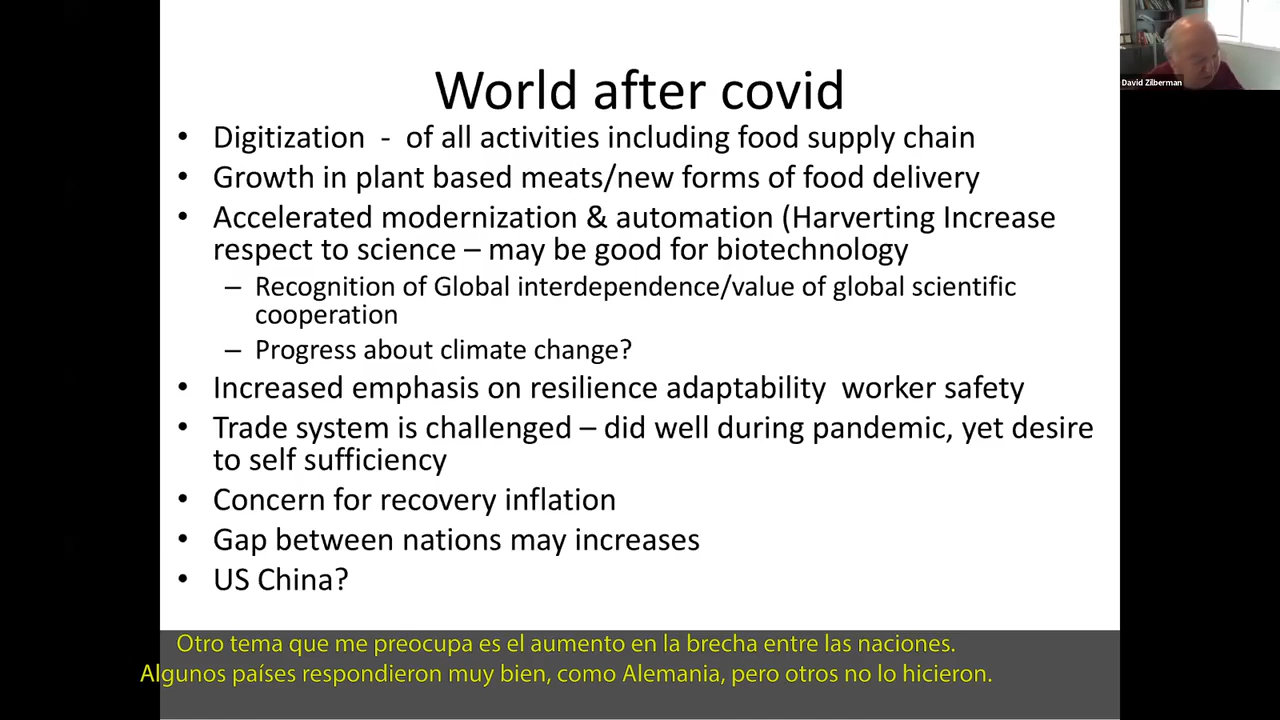 World after covid
• Digitization - of all activities including food supply chain
• Growth in plant based meats/new forms of food delivery
• Accelerated modernization & automation (Harverting Increase
respect to science – may be good for biotechnology
– Recognition of Global interdependence/value of global scientific
cooperation
– Progress about climate change?
• Increased emphasis on resilience adaptability worker safety
• Trade system is challenged – did well during pandemic, yet desire
to self sufficiency
• Concern for recovery inflation
• Gap between nations may increases
• US China?
David Zilberman
Otro tema que me preocupa es el aumento en la brecha entre las naciones.
Algunos países respondieron muy bien, como Alemania, pero otros no lo hicieron.